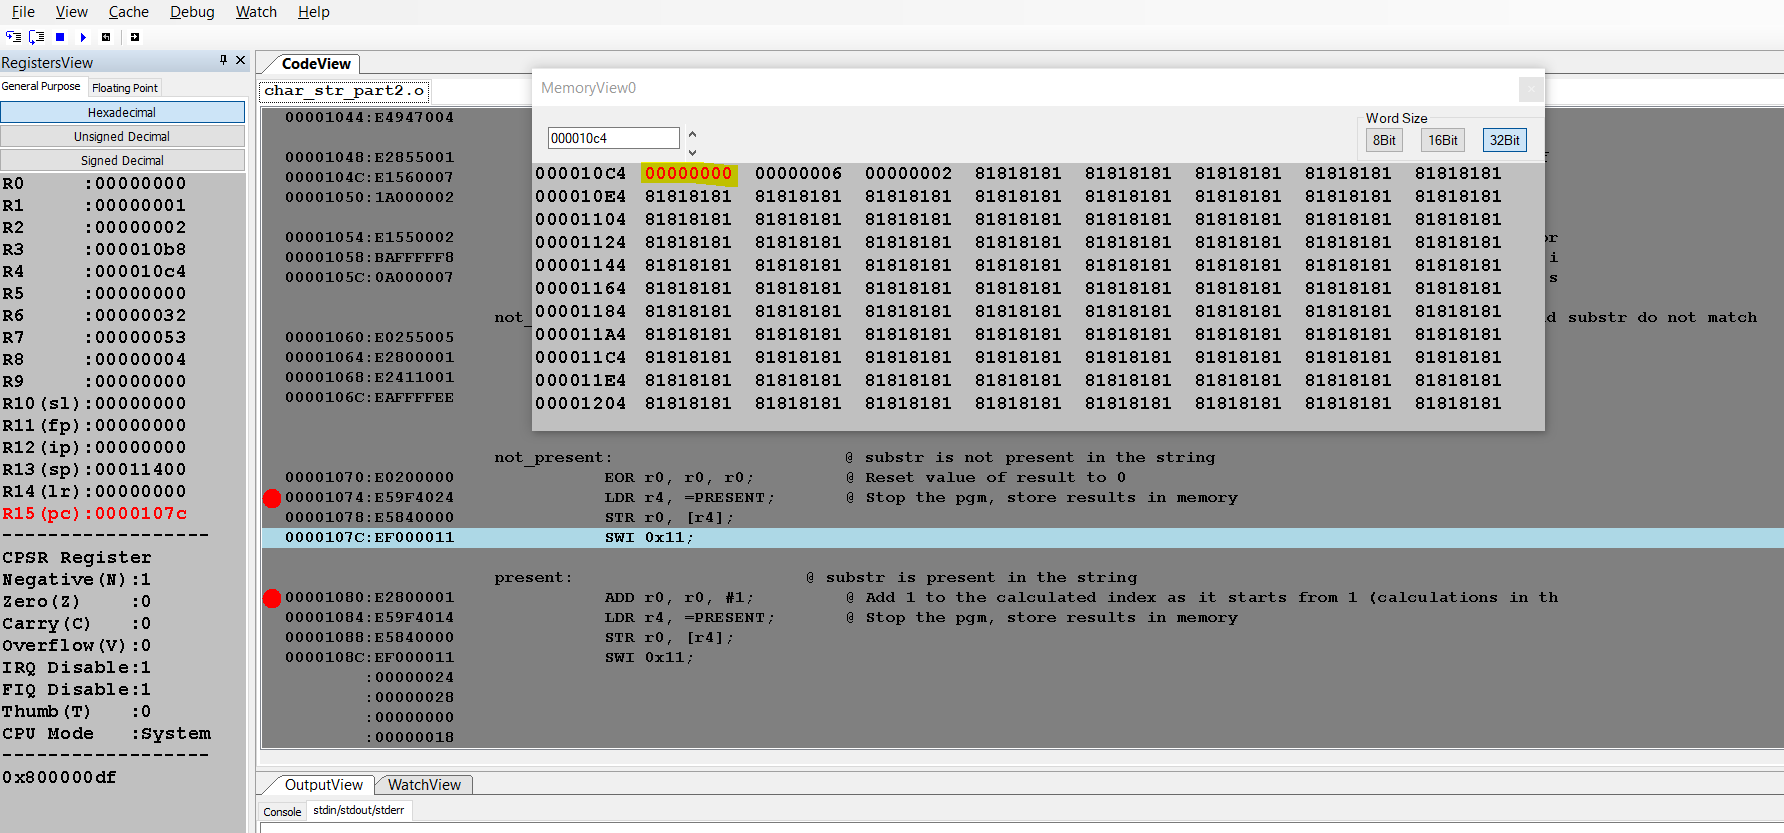 File View Cache Debug Watch Help
RegistersView
General Purpose Floating Point
Hexadecimal
Unsigned Decimal
Signed Decimal
R0 :00000000
R1 :00000001
R2 :00000002
R3 :000010b8
R4 :000010c4
R5 :00000000
R6 :00000032
R7 :00000053
R8 :00000004
R9 :00000000
R10(sl):00000000
R11(fp):00000000
R12(ip):00000000
R13(sp):00011400
R14(lr):00000000
R15(pc):0000107c
-------------------
CPSR Register
Negative(N):1
Zero(Z) :0
Carry(C) :0
Overflow(V):0
IRQ Disable:1
FIQ Disable:1
Thumb(T) :0
CPU Mode :System
-------------------
0x800000df
CodeView
char_str_part2.o
00001044:E4947004
00001048:E2855001
0000104C:E1560007
00001050:1A000002
00001054:E1550002 or
00001058:BAFFFFF8 i
0000105C:0A000007 s
not_ d substr do not match
00001060:E0255005
00001064:E2800001
00001068:E2411001
0000106C:EAFFFFEE
not_present: @ substr is not present in the string
00001070:E0200000 EOR r0, r0, r0; @ Reset value of result to 0
00001074:E59F4024 LDR r4, =PRESENT; @ Stop the pgm, store results in memory
00001078:E5840000 STR r0, [r4];
0000107C:EF000011 SWI 0x11;
present: @ substr is present in the string
00001080:E2800001 ADD r0, r0, #1; @ Add 1 to the calculated index as it starts from 1 (calculations in th
00001084:E59F4014 LDR r4, =PRESENT; @ Stop the pgm, store results in memory
00001088:E5840000 STR r0, [r4];
0000108C:EF000011 SWI 0x11;
:00000024
:00000028
:00000000
:00000018
MemoryView0
000010c4
Word Size
8Bit 16Bit 32Bit
000010C4 00000000 00000006 00000002 81818181 81818181 81818181 81818181 81818181
000010E4 81818181 81818181 81818181 81818181 81818181 81818181 81818181 81818181
00001104 81818181 81818181 81818181 81818181 81818181 81818181 81818181 81818181
00001124 81818181 81818181 81818181 81818181 81818181 81818181 81818181 81818181
00001144 81818181 81818181 81818181 81818181 81818181 81818181 81818181 81818181
00001164 81818181 81818181 81818181 81818181 81818181 81818181 81818181 81818181
00001184 81818181 81818181 81818181 81818181 81818181 81818181 81818181 81818181
000011A4 81818181 81818181 81818181 81818181 81818181 81818181 81818181 81818181
000011C4 81818181 81818181 81818181 81818181 81818181 81818181 81818181 81818181
000011E4 81818181 81818181 81818181 81818181 81818181 81818181 81818181 81818181
00001204 81818181 81818181 81818181 81818181 81818181 81818181 81818181 81818181
OutputView WatchView
Console stdin/stdout/stderr